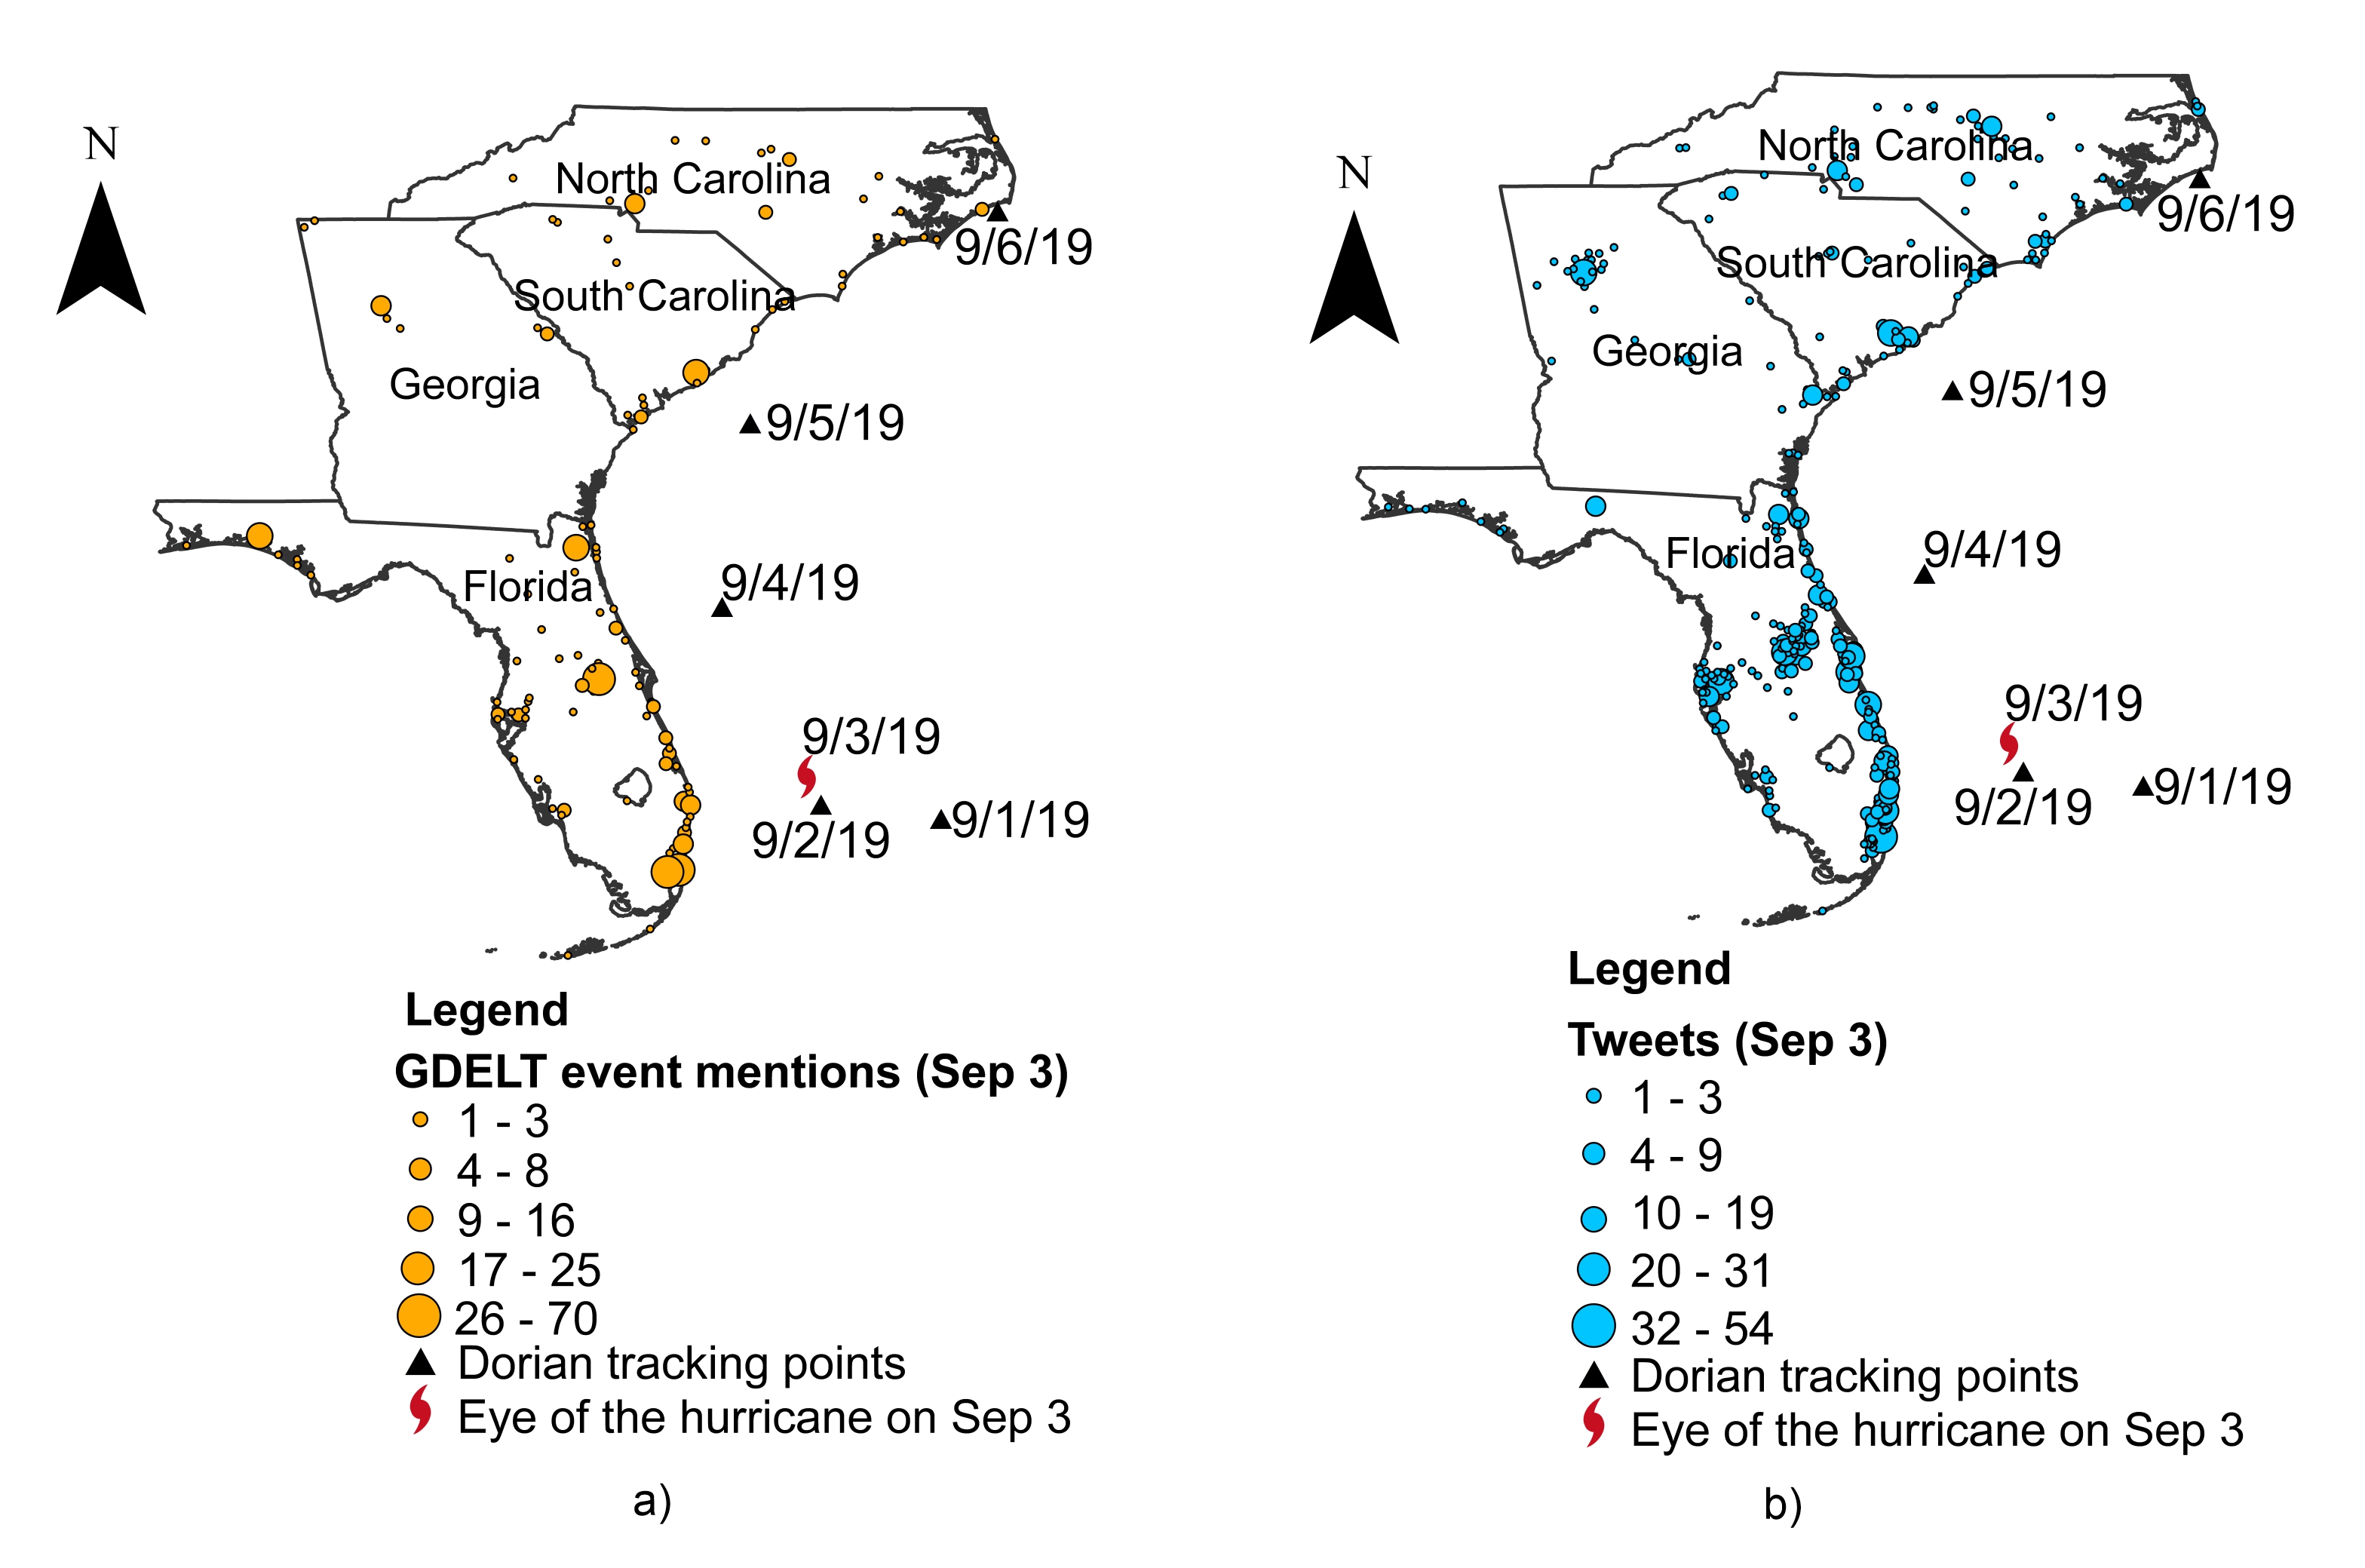 N
North Carolina
9/6/19
South Carolina
Georgia
9/5/19
9/4/19
Florida
9/3/19
9/2/19
9/1/19
Legend
GDELT event mentions (Sep 3)
1 - 3
4 - 8
9 - 16
17 - 25
26 - 70
Dorian tracking points
Eye of the hurricane on Sep 3
a)
N
North Carolina
9/6/19
South Carolina
Georgia
9/5/19
9/4/19
Florida
9/3/19
9/2/19
9/1/19
Legend
Tweets (Sep 3)
1 - 3
4 - 9
10 - 19
20 - 31
32 - 54
Dorian tracking points
Eye of the hurricane on Sep 3
b)